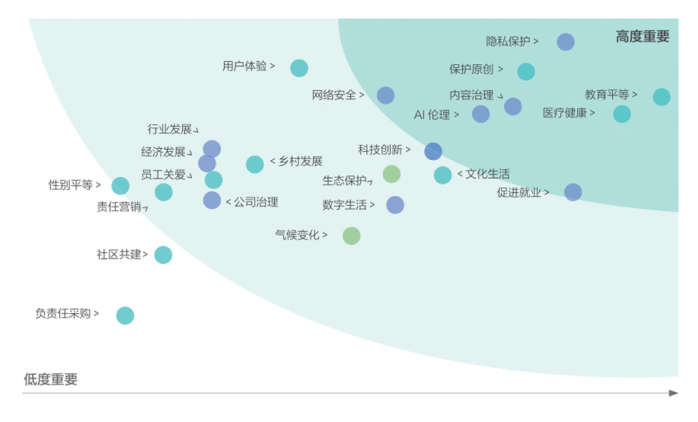 隐私保护 >
高度重要
用户体验 >
保护原创 >
网络安全 >
内容治理
教育平等 >
AI 伦理 >
医疗健康 >
行业发展
经济发展
科技创新 >
< 乡村发展
员工关爱
< 文化生活
生态保护
性别平等 >
促进就业 >
责任营销
< 公司治理
数字生活 >
气候变化 >
社区共建>
负责任采购 >
低度重要